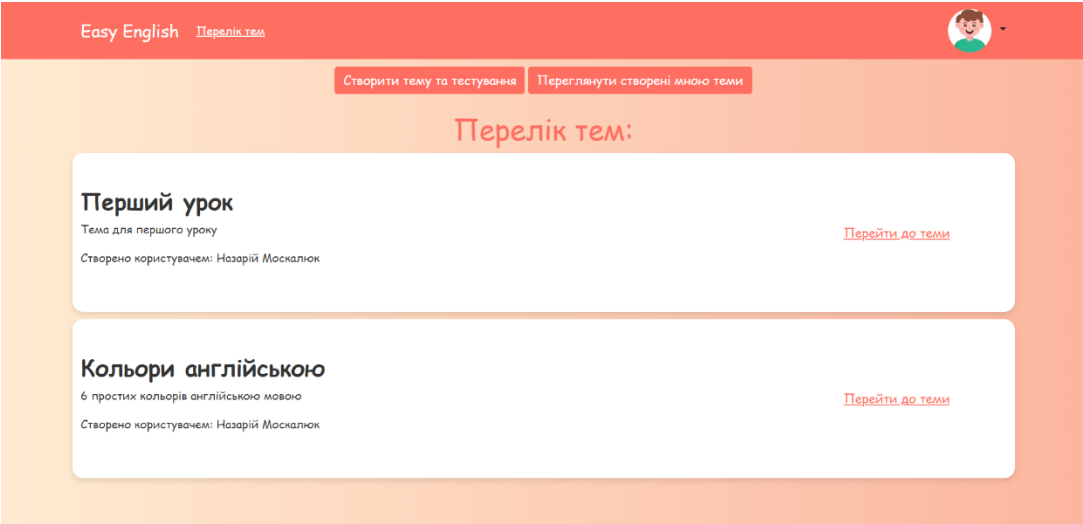 Easy English Перелік тем
Створити тему та тестування Переглянути створені мною теми
Перелік тем:
Перший урок
Тема для першого уроку
Створено користувачем: Назарій Москалюк
Перейти до теми
Кольори англійською
6 простих кольорів англійською мовою
Створено користувачем: Назарій Москалюк
Перейти до теми